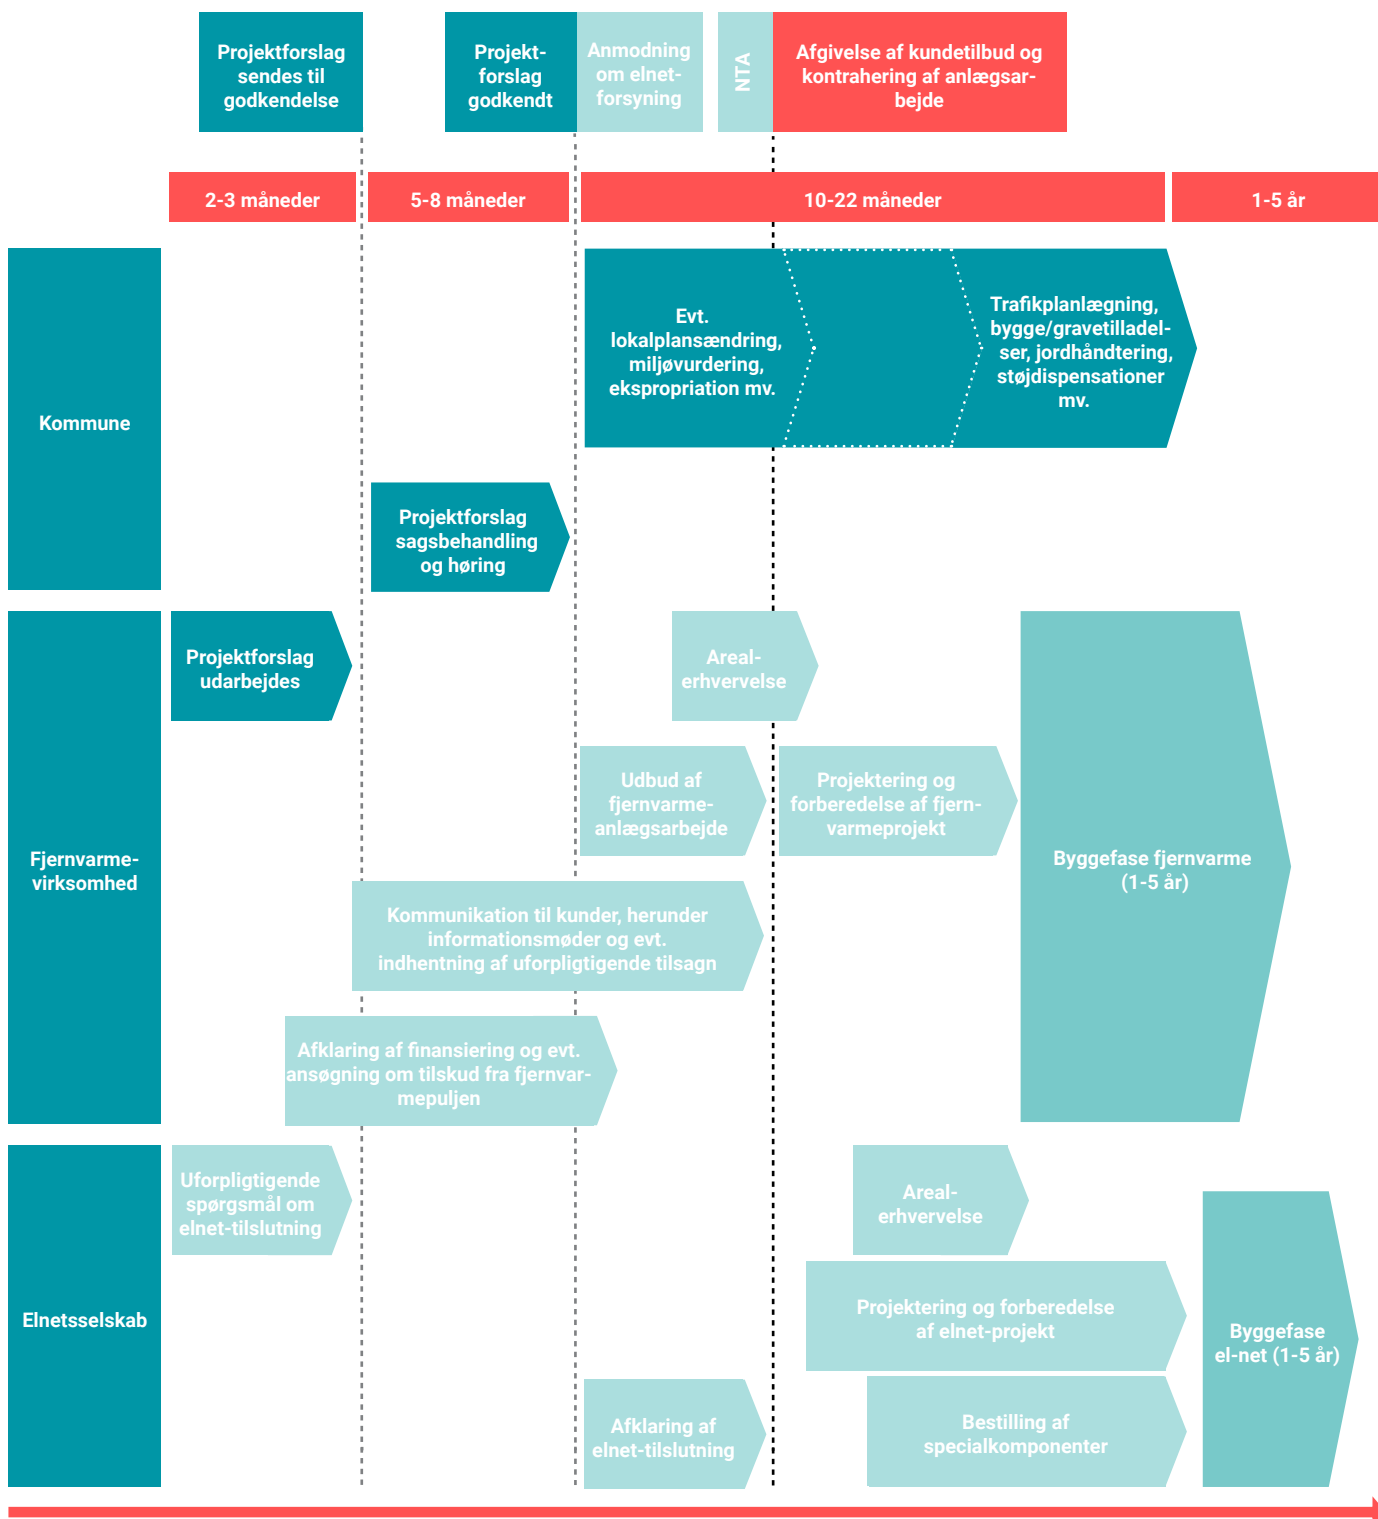 Projektforslag
sendes til
godkendelse
Projekt-
forslag
godkendt
Anmodning
om elnet-
forsyning
NTA
Afgivelse af kundetilbud og
kontrahering af anlægsar-
bejde
2-3 måneder
5-8 måneder
10-22 måneder
1-5 år
Kommune
Evt.
lokalplansændring,
miljøvurdering,
ekspropriation mv.
Trafikplanlægning,
bygge/gravetilladel-
ser, jordhåndtering,
støjdispensationer
mv.
Projektforslag
sagsbehandling
og høring
Fjernvarme-
virksomhed
Projektforslag
udarbejdes
Areal-
erhvervelse
Udbud af
fjernvarme-
anlægsarbejde
Projektering og
forberedelse af fjern-
varmeprojekt
Byggefase fjernvarme
(1-5 år)
Kommunikation til kunder, herunder
informationsmøder og evt.
indhentning af uforpligtigende tilsagn
Afklaring af finansiering og evt.
ansøgning om tilskud fra fjernvar-
mepuljen
Elnetsselskab
Uforpligtigende
spørgsmål om
elnet-tilslutning
Areal-
erhvervelse
Projektering og forberedelse
af elnet-projekt
Byggefase
el-net (1-5 år)
Afklaring af
elnet-tilslutning
Bestilling af
specialkomponenter